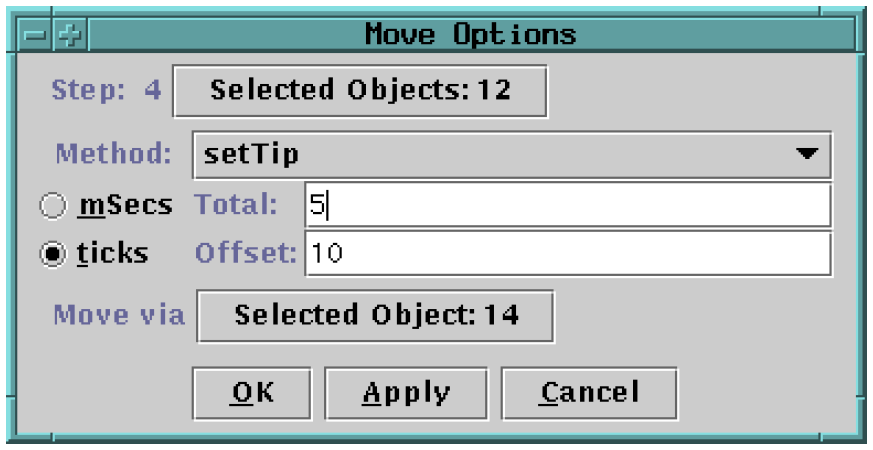 Move Options
Step: 4 Selected Objects: 12
Method: setTip
mSecs Total: 5
ticks Offset: 10
Move via Selected Object: 14
OK Apply Cancel